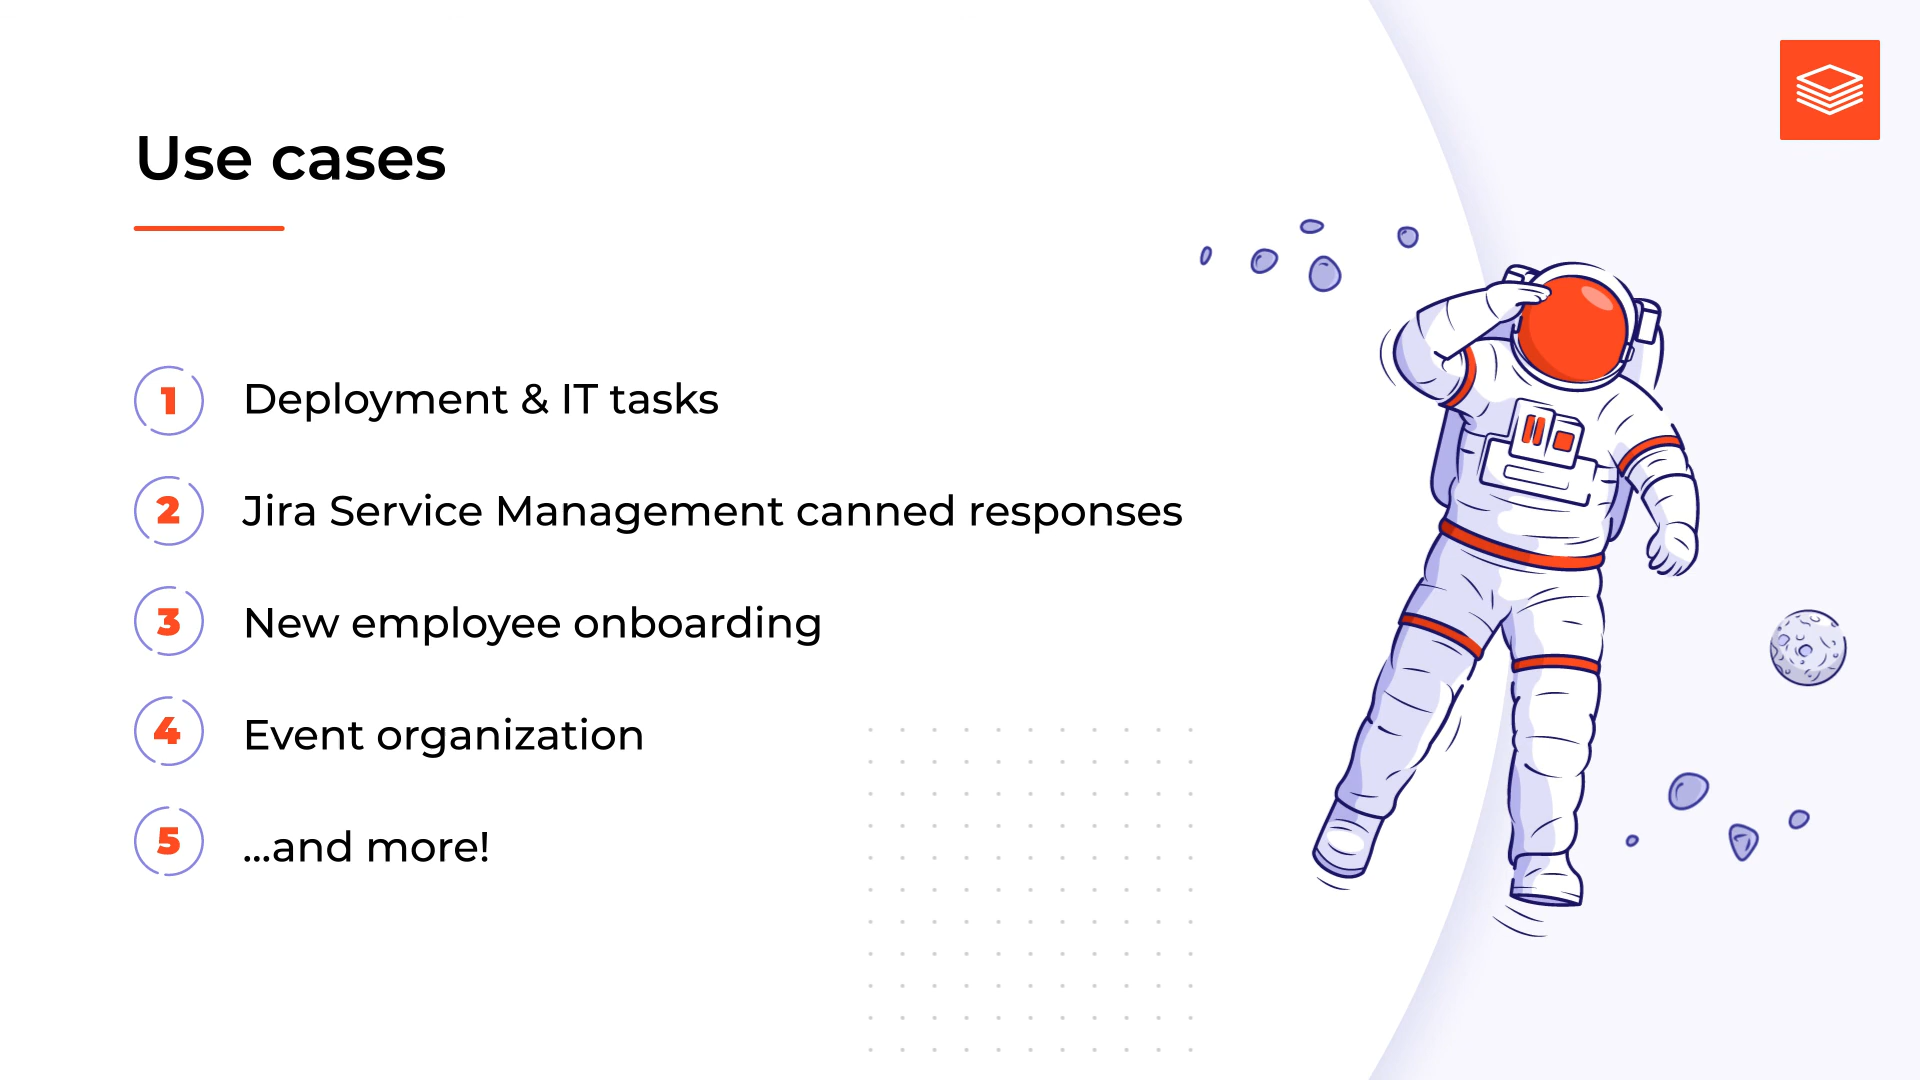 Use cases
1 Deployment & IT tasks
2 Jira Service Management canned responses
3 New employee onboarding
4 Event organization
5 ...and more!